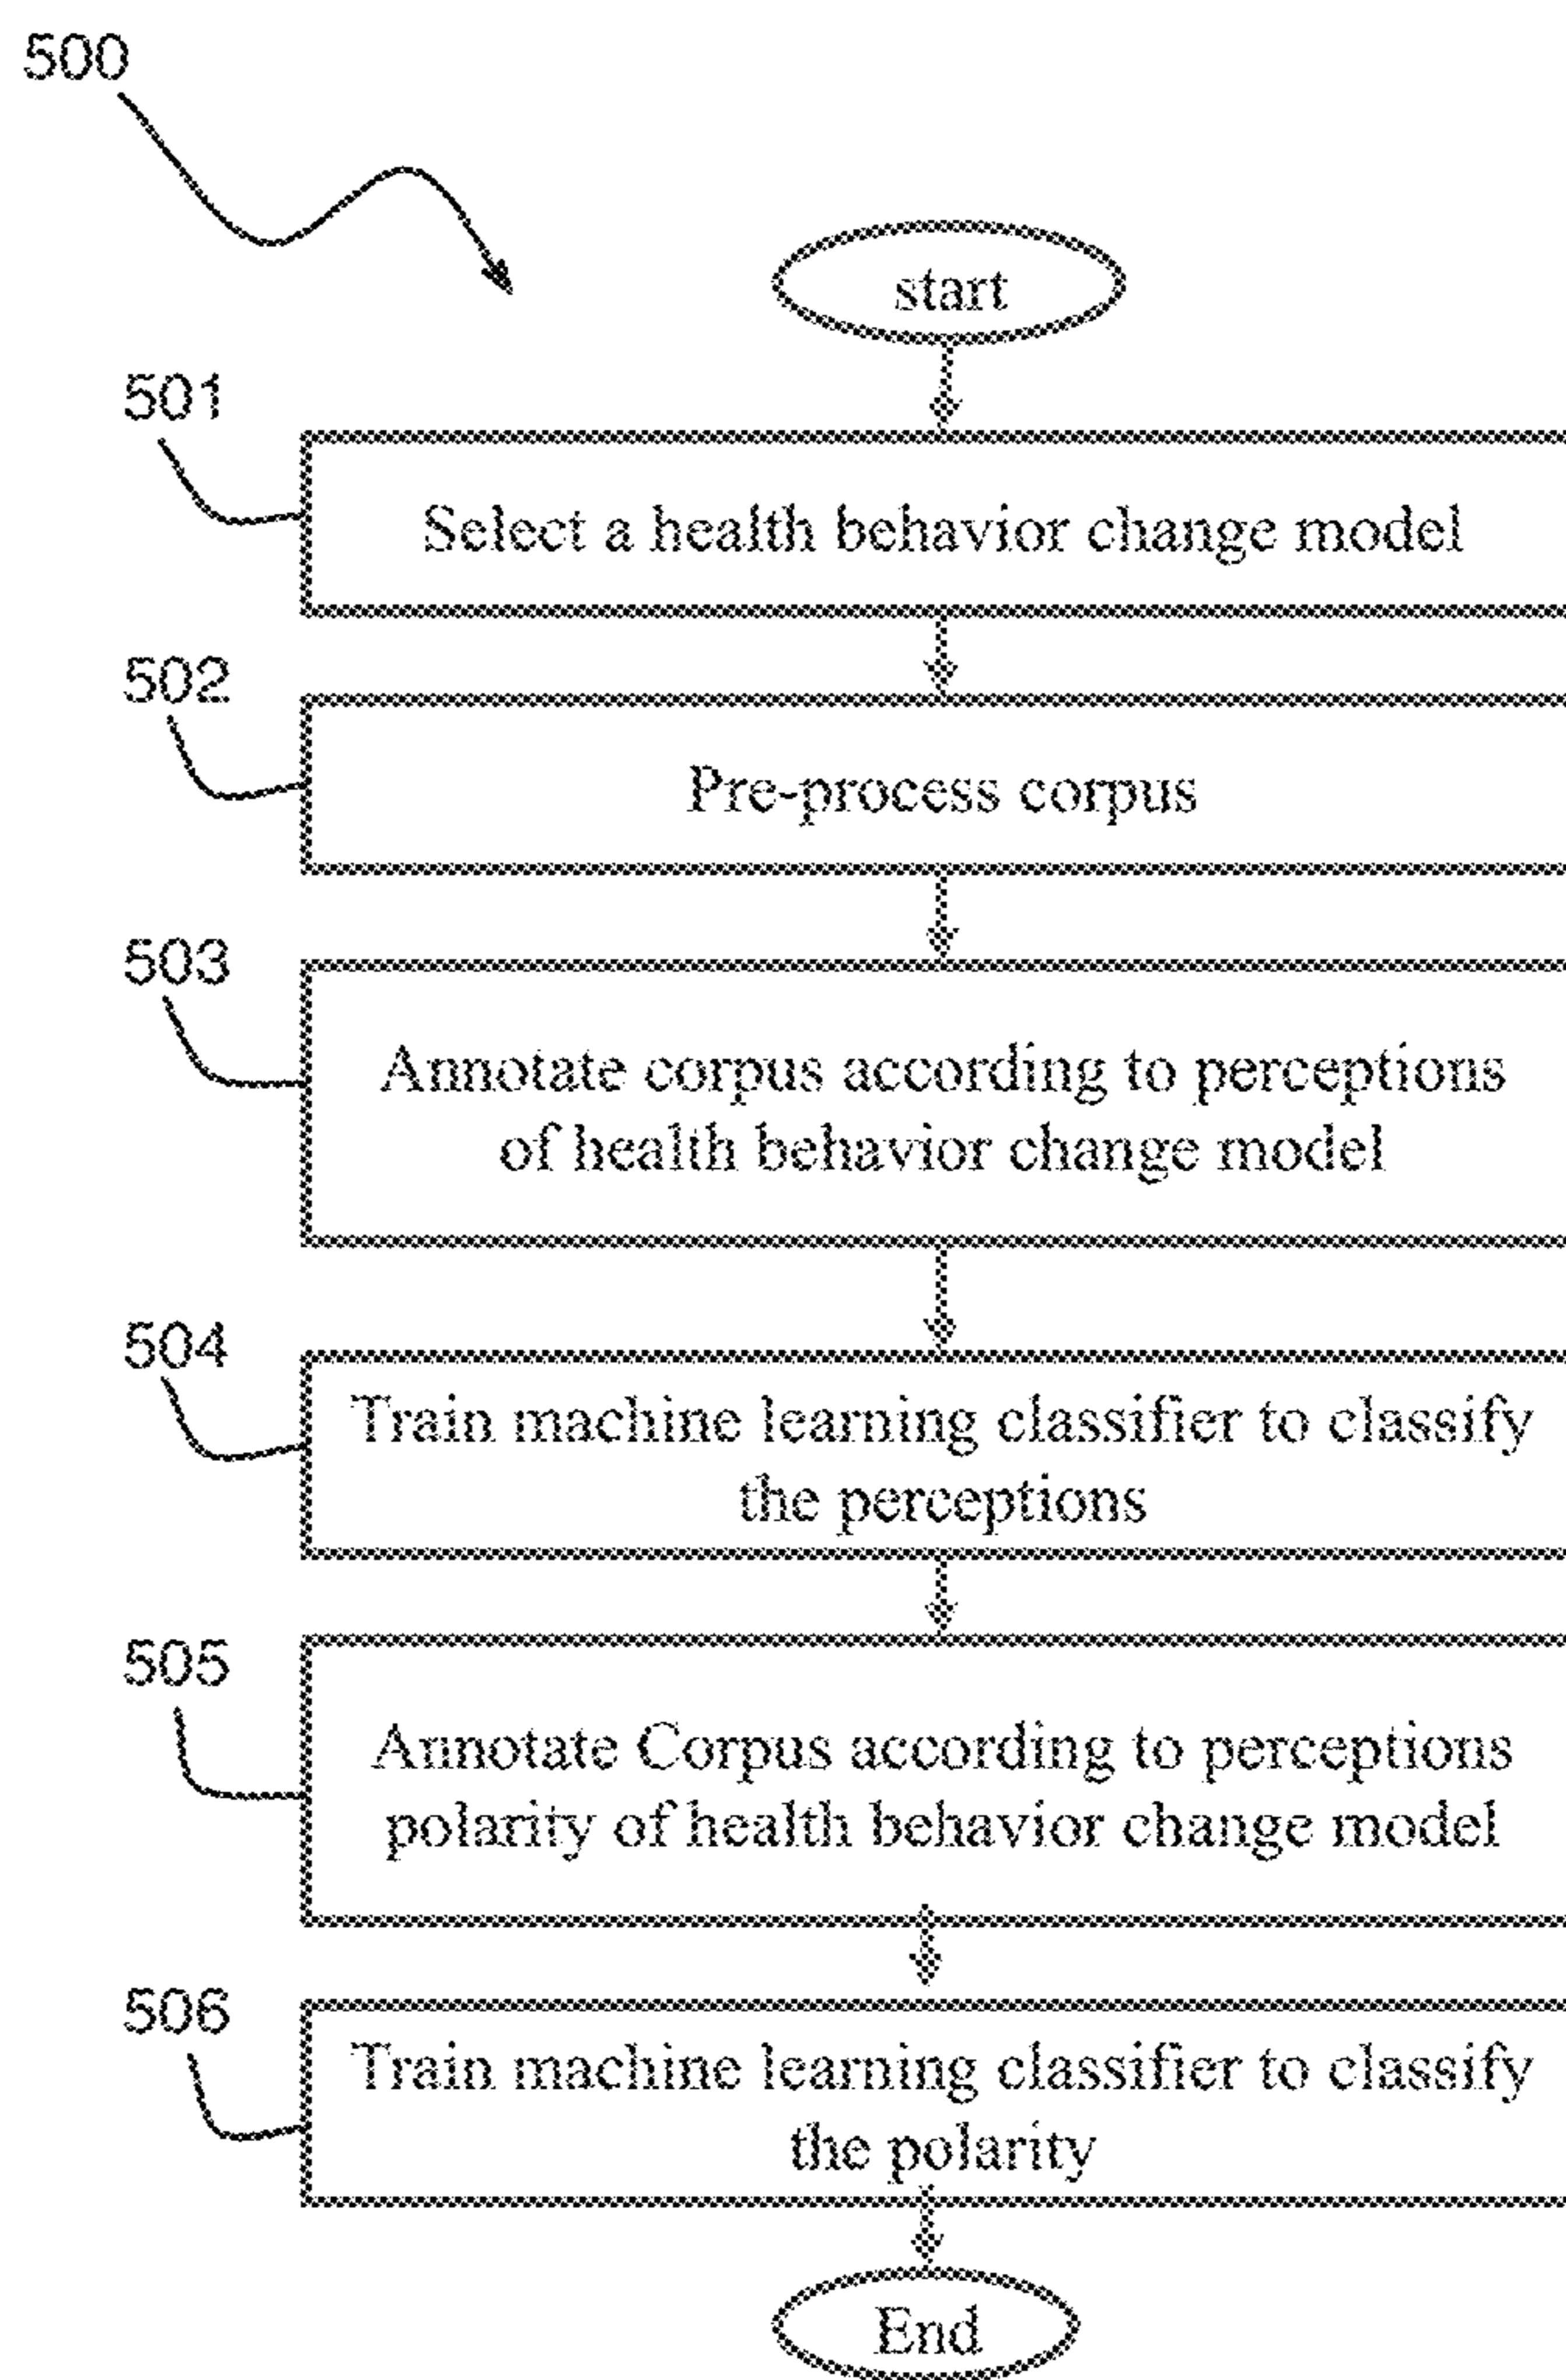 500
start
501
Select a health behavior change model
502
Pre-process corpus
503
Annotate corpus according to perceptions
of health behavior change model
504
Train machine learning classifier to classify
the perceptions
505
Annotate Corpus according to perceptions
polarity of health behavior change model
506
Train machine learning classifier to classify
the polarity
End